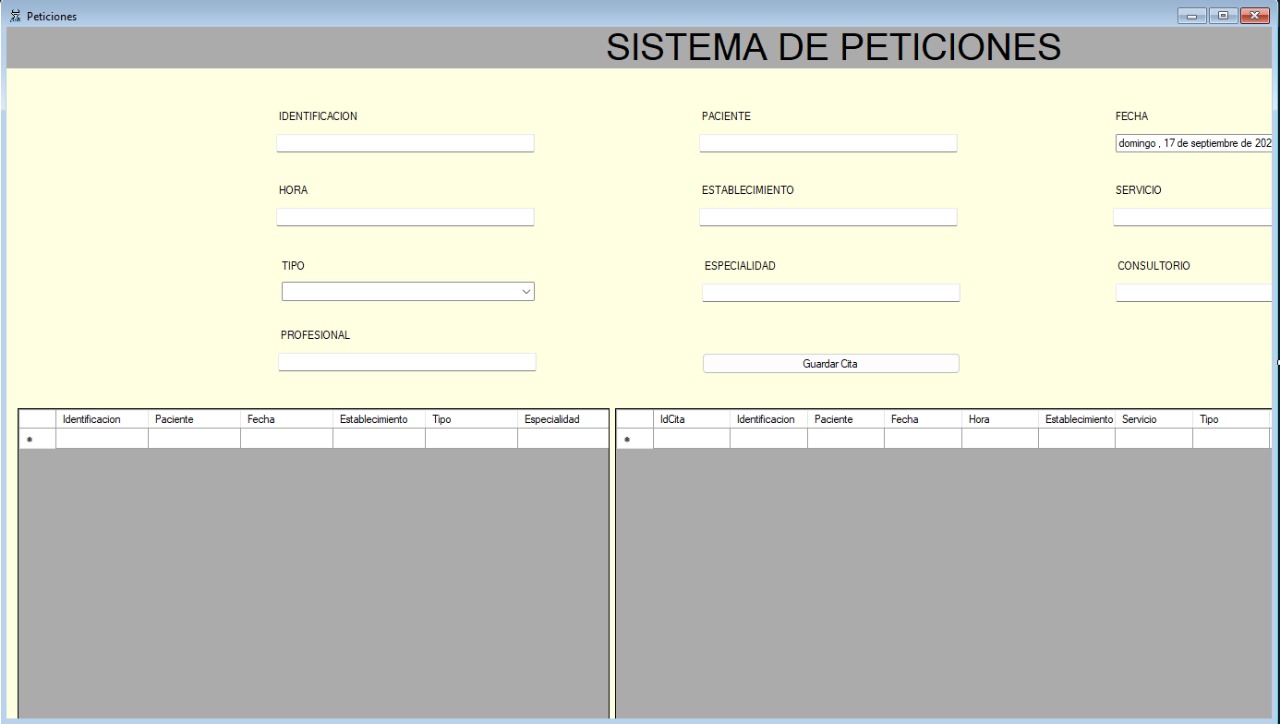 Peticiones
SISTEMA DE PETICIONES
IDENTIFICACION PACIENTE FECHA
domingo , 17 de septiembre de 202
HORA ESTABLECIMIENTO SERVICIO
TIPO ESPECIALIDAD CONSULTORIO
PROFESIONAL
Guardar Cita
Identificacion Paciente Fecha Establecimiento Tipo Especialidad
IdCita Identificacion Paciente Fecha Hora Establecimiento Servicio Tipo